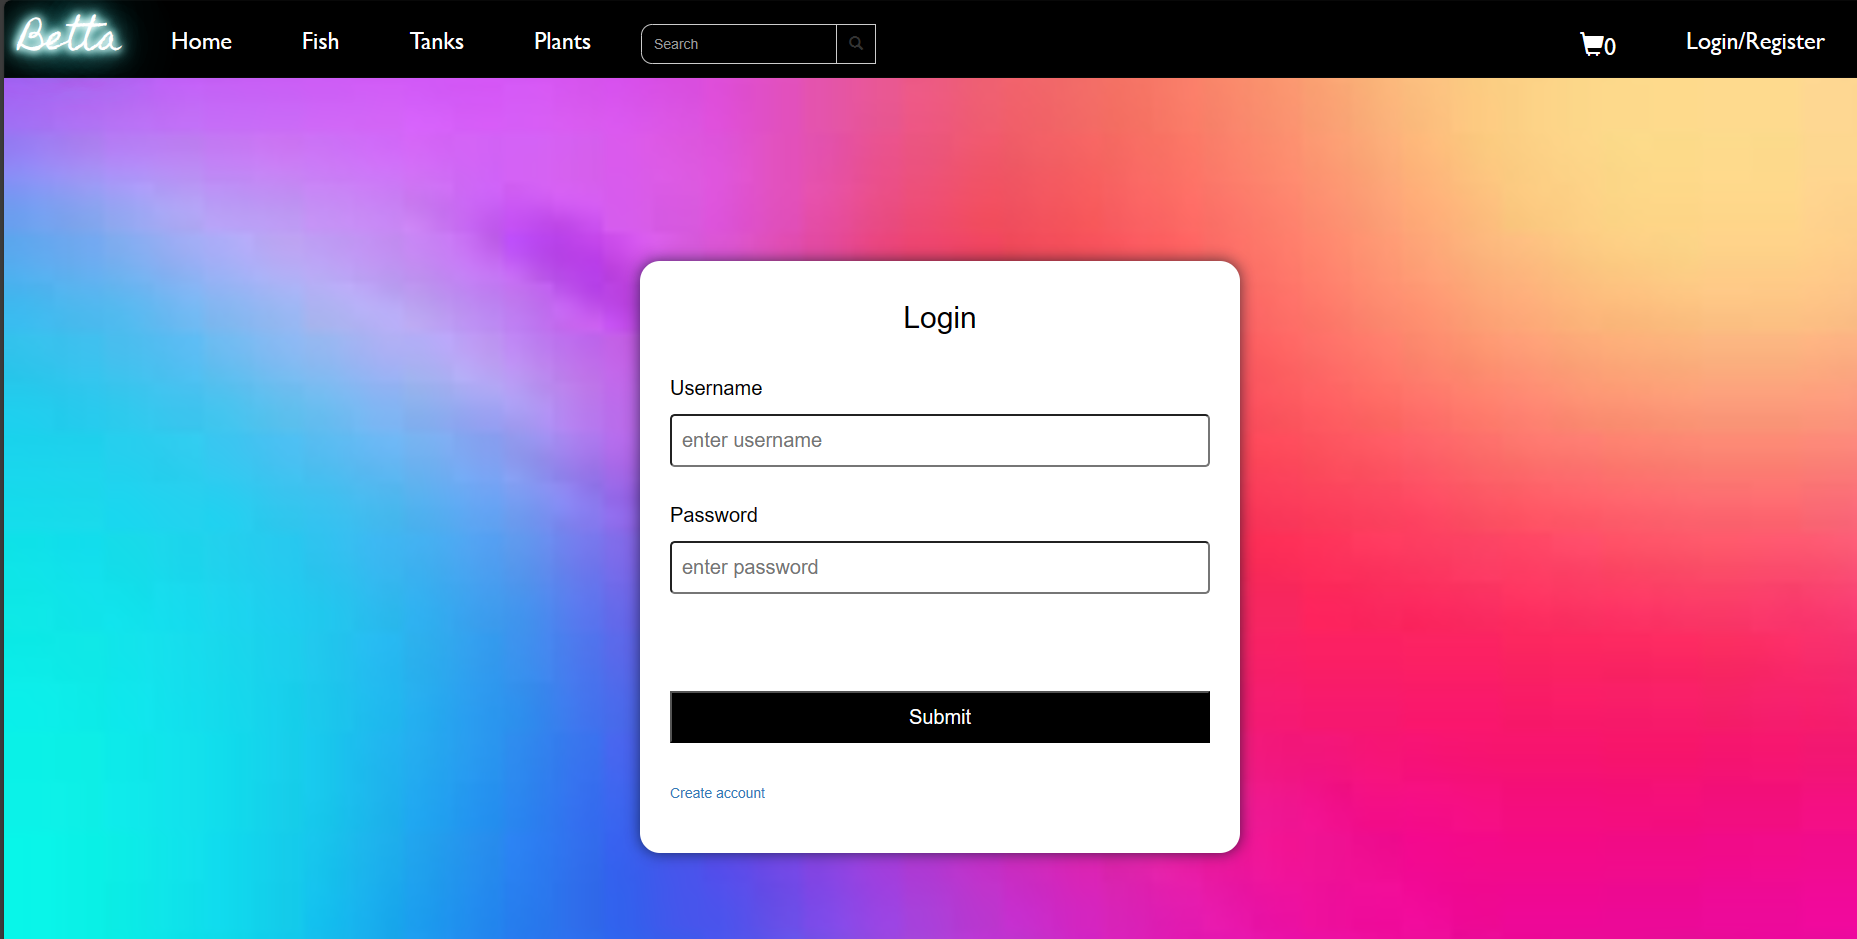 Betta Home Fish Tanks Plants Search 0 Login/Register
Login
Username
enter username
Password
enter password
Submit
Create account